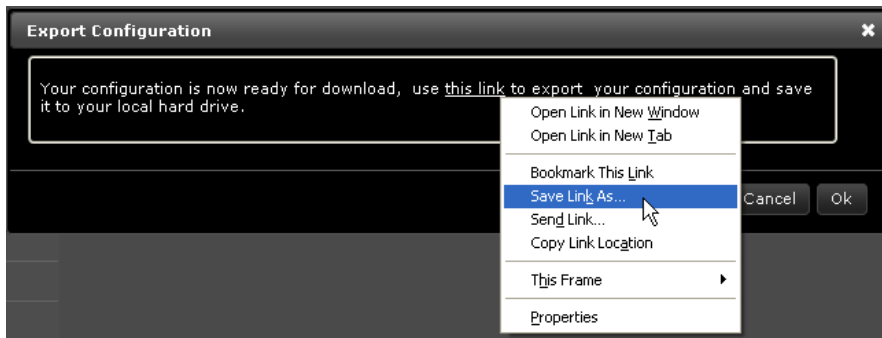 Export Configuration
Your configuration is now ready for download, use this link to export your configuration and save
it to your local hard drive.
Open Link in New Window
Open Link in New Tab
Bookmark This Link
Save Link As...
Cancel
Ok
Send Link...
Copy Link Location
This Frame
Properties